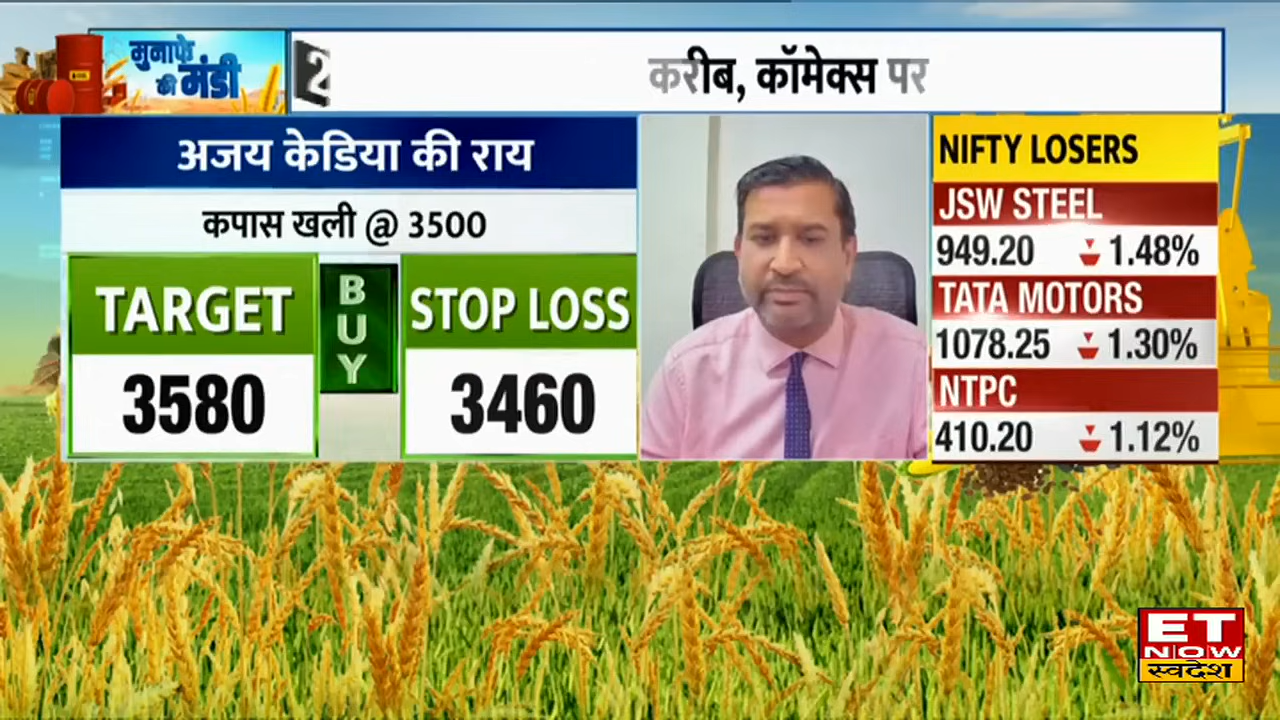 मुनाफे
की मंडी
2
करीब, कॉमेक्स पर
अजय केडिया की राय
कपास खली @ 3500
TARGET
3580
BUY
STOP LOSS
3460
NIFTY LOSERS
JSW STEEL
949.20 1.48%
TATA MOTORS
1078.25 1.30%
NTPC
410.20 1.12%
ET
NOW
स्वदेश